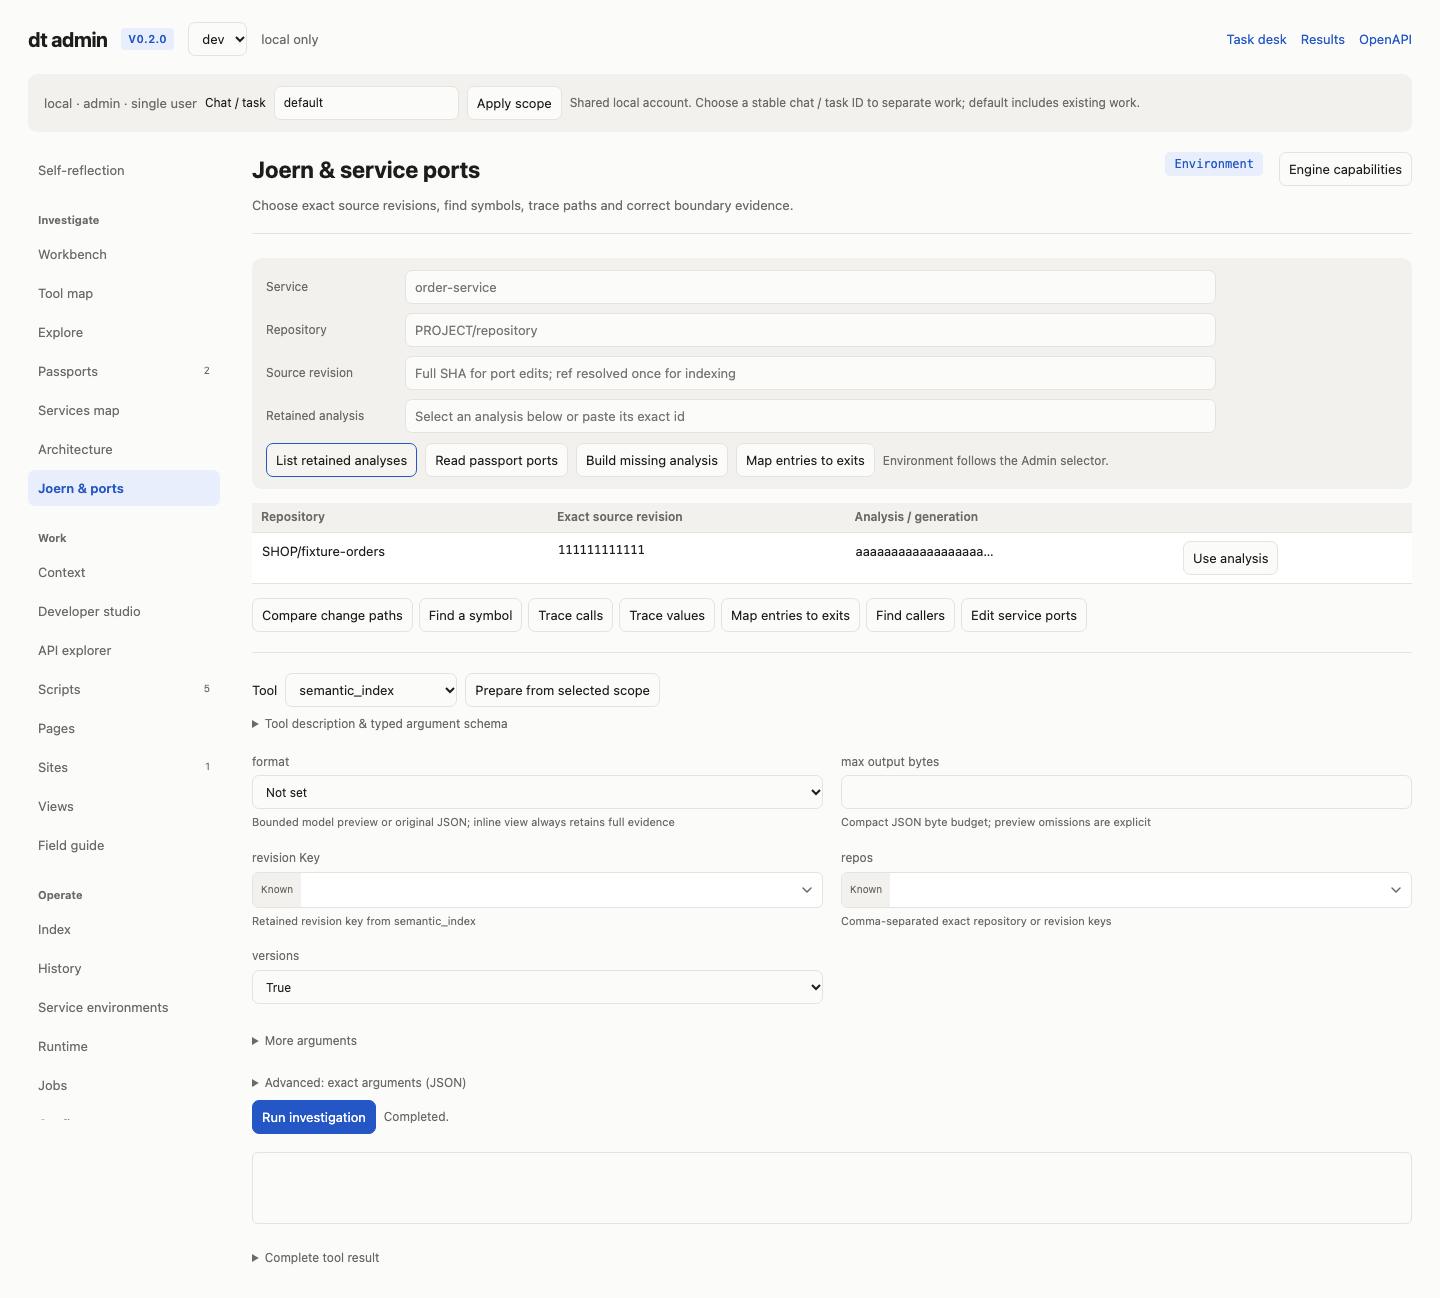 dt admin V0.2.0 dev local only Task desk Results OpenAPI
local · admin · single user Chat / task default Apply scope Shared local account. Choose a stable chat / task ID to separate work; default includes existing work.
Self-reflection
Investigate
Workbench
Tool map
Explore
Passports 2
Services map
Architecture
Joern & ports
Work
Context
Developer studio
API explorer
Scripts 5
Pages
Sites 1
Views
Field guide
Operate
Index
History
Service environments
Runtime
Jobs
Joern & service ports Environment Engine capabilities
Choose exact source revisions, find symbols, trace paths and correct boundary evidence.
Service order-service
Repository PROJECT/repository
Source revision Full SHA for port edits; ref resolved once for indexing
Retained analysis Select an analysis below or paste its exact id
List retained analyses Read passport ports Build missing analysis Map entries to exits Environment follows the Admin selector.
Repository Exact source revision Analysis / generation
SHOP/fixture-orders 111111111111 aaaaaaaaaaaaaaaaaa… Use analysis
Compare change paths Find a symbol Trace calls Trace values Map entries to exits Find callers Edit service ports
Tool semantic_index Prepare from selected scope
Tool description & typed argument schema
format max output bytes
Not set
Bounded model preview or original JSON; inline view always retains full evidence Compact JSON byte budget; preview omissions are explicit
revision Key repos
Known Known
Retained revision key from semantic_index Comma-separated exact repository or revision keys
versions
True
More arguments
Advanced: exact arguments (JSON)
Run investigation Completed.
Complete tool result